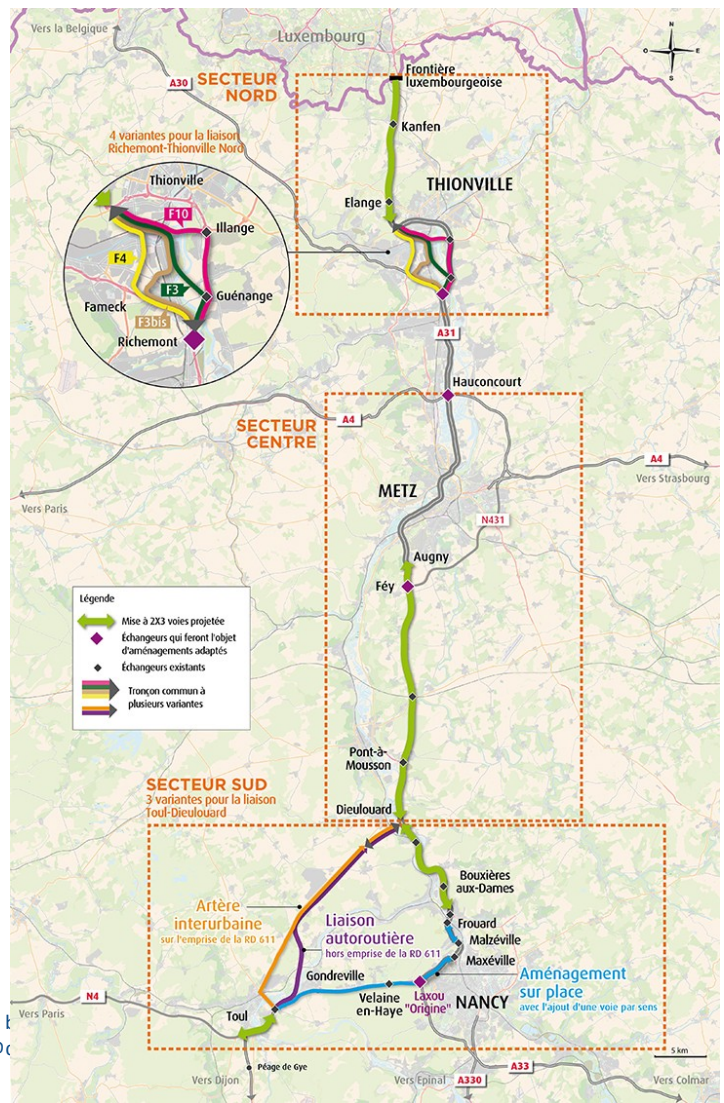 Vers la Belgique
Luxembourg
N
O
E
S
SECTEUR
NORD
Frontière
luxembourgeoise
A30
Kanfen
4 variantes pour la liaison
Richemont-Thionville Nord
Thionville
THIONVILLE
Elange
F10
Illange
F4
F3
Guénange
Fameck
F3bis
Richemont
A31
Hauconcourt
A4
SECTEUR
CENTRE
A4
Vers Strasbourg
METZ
Vers Paris
N431
Augny
Féy
Légende
Mise à 2X3 voies projetée
Échangeurs qui feront l'objet
d'aménagements adaptés
Échangeurs existants
Tronçon commun à
plusieurs variantes
Pont-à-
Mousson
SECTEUR SUD
3 variantes pour la liaison
Toul-Dieulouard
Dieulouard
Bouxières
aux-Dames
Artère
interurbaine
sur l'emprise de la RD 611
Liaison
autoroutière
hors emprise de la RD 611
Frouard
Malzéville
Maxéville
Gondreville
Aménagement
sur place
avec l'ajout d'une voie par sens
Velaine
en-Haye
Laxou
"Origine"
NANCY
N4
Vers Paris
Toul
Péage de Gye
5 km
Vers Dijon
Vers Epinal
A330
A33
Vers Colmar